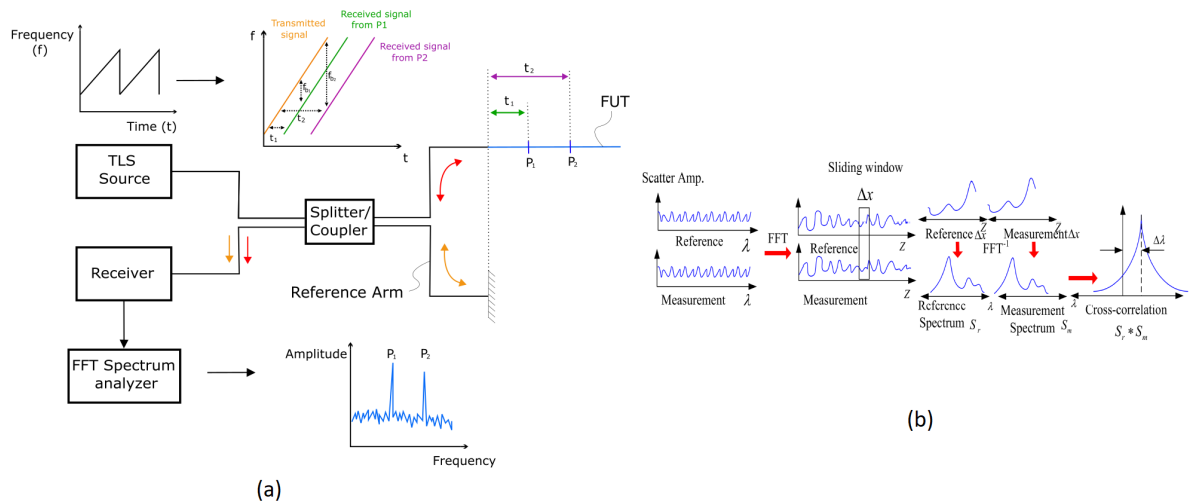 Frequency
(f)
Time (t)
f
Transmitted
signal
Received signal
from P1
Received signal
from P2
fb1
fb2
t1
t2
t
t2
t1
FUT
P1
P2
TLS
Source
Splitter/
Coupler
Receiver
Reference Arm
FFT Spectrum
analyzer
Amplitude
P1
P2
Frequency
(a)
Scatter Amp.
Reference
λ
Measurement
λ
FFT
Sliding window
Δx
Reference
Z
Measurement
Z
Z
Reference Δx
Z
Measurement Δx
FFT-1
Reference
λ
Spectrum Sr
Measurement
λ
Spectrum Sm
Δλ
Cross-correlation
Sr * Sm
(b)